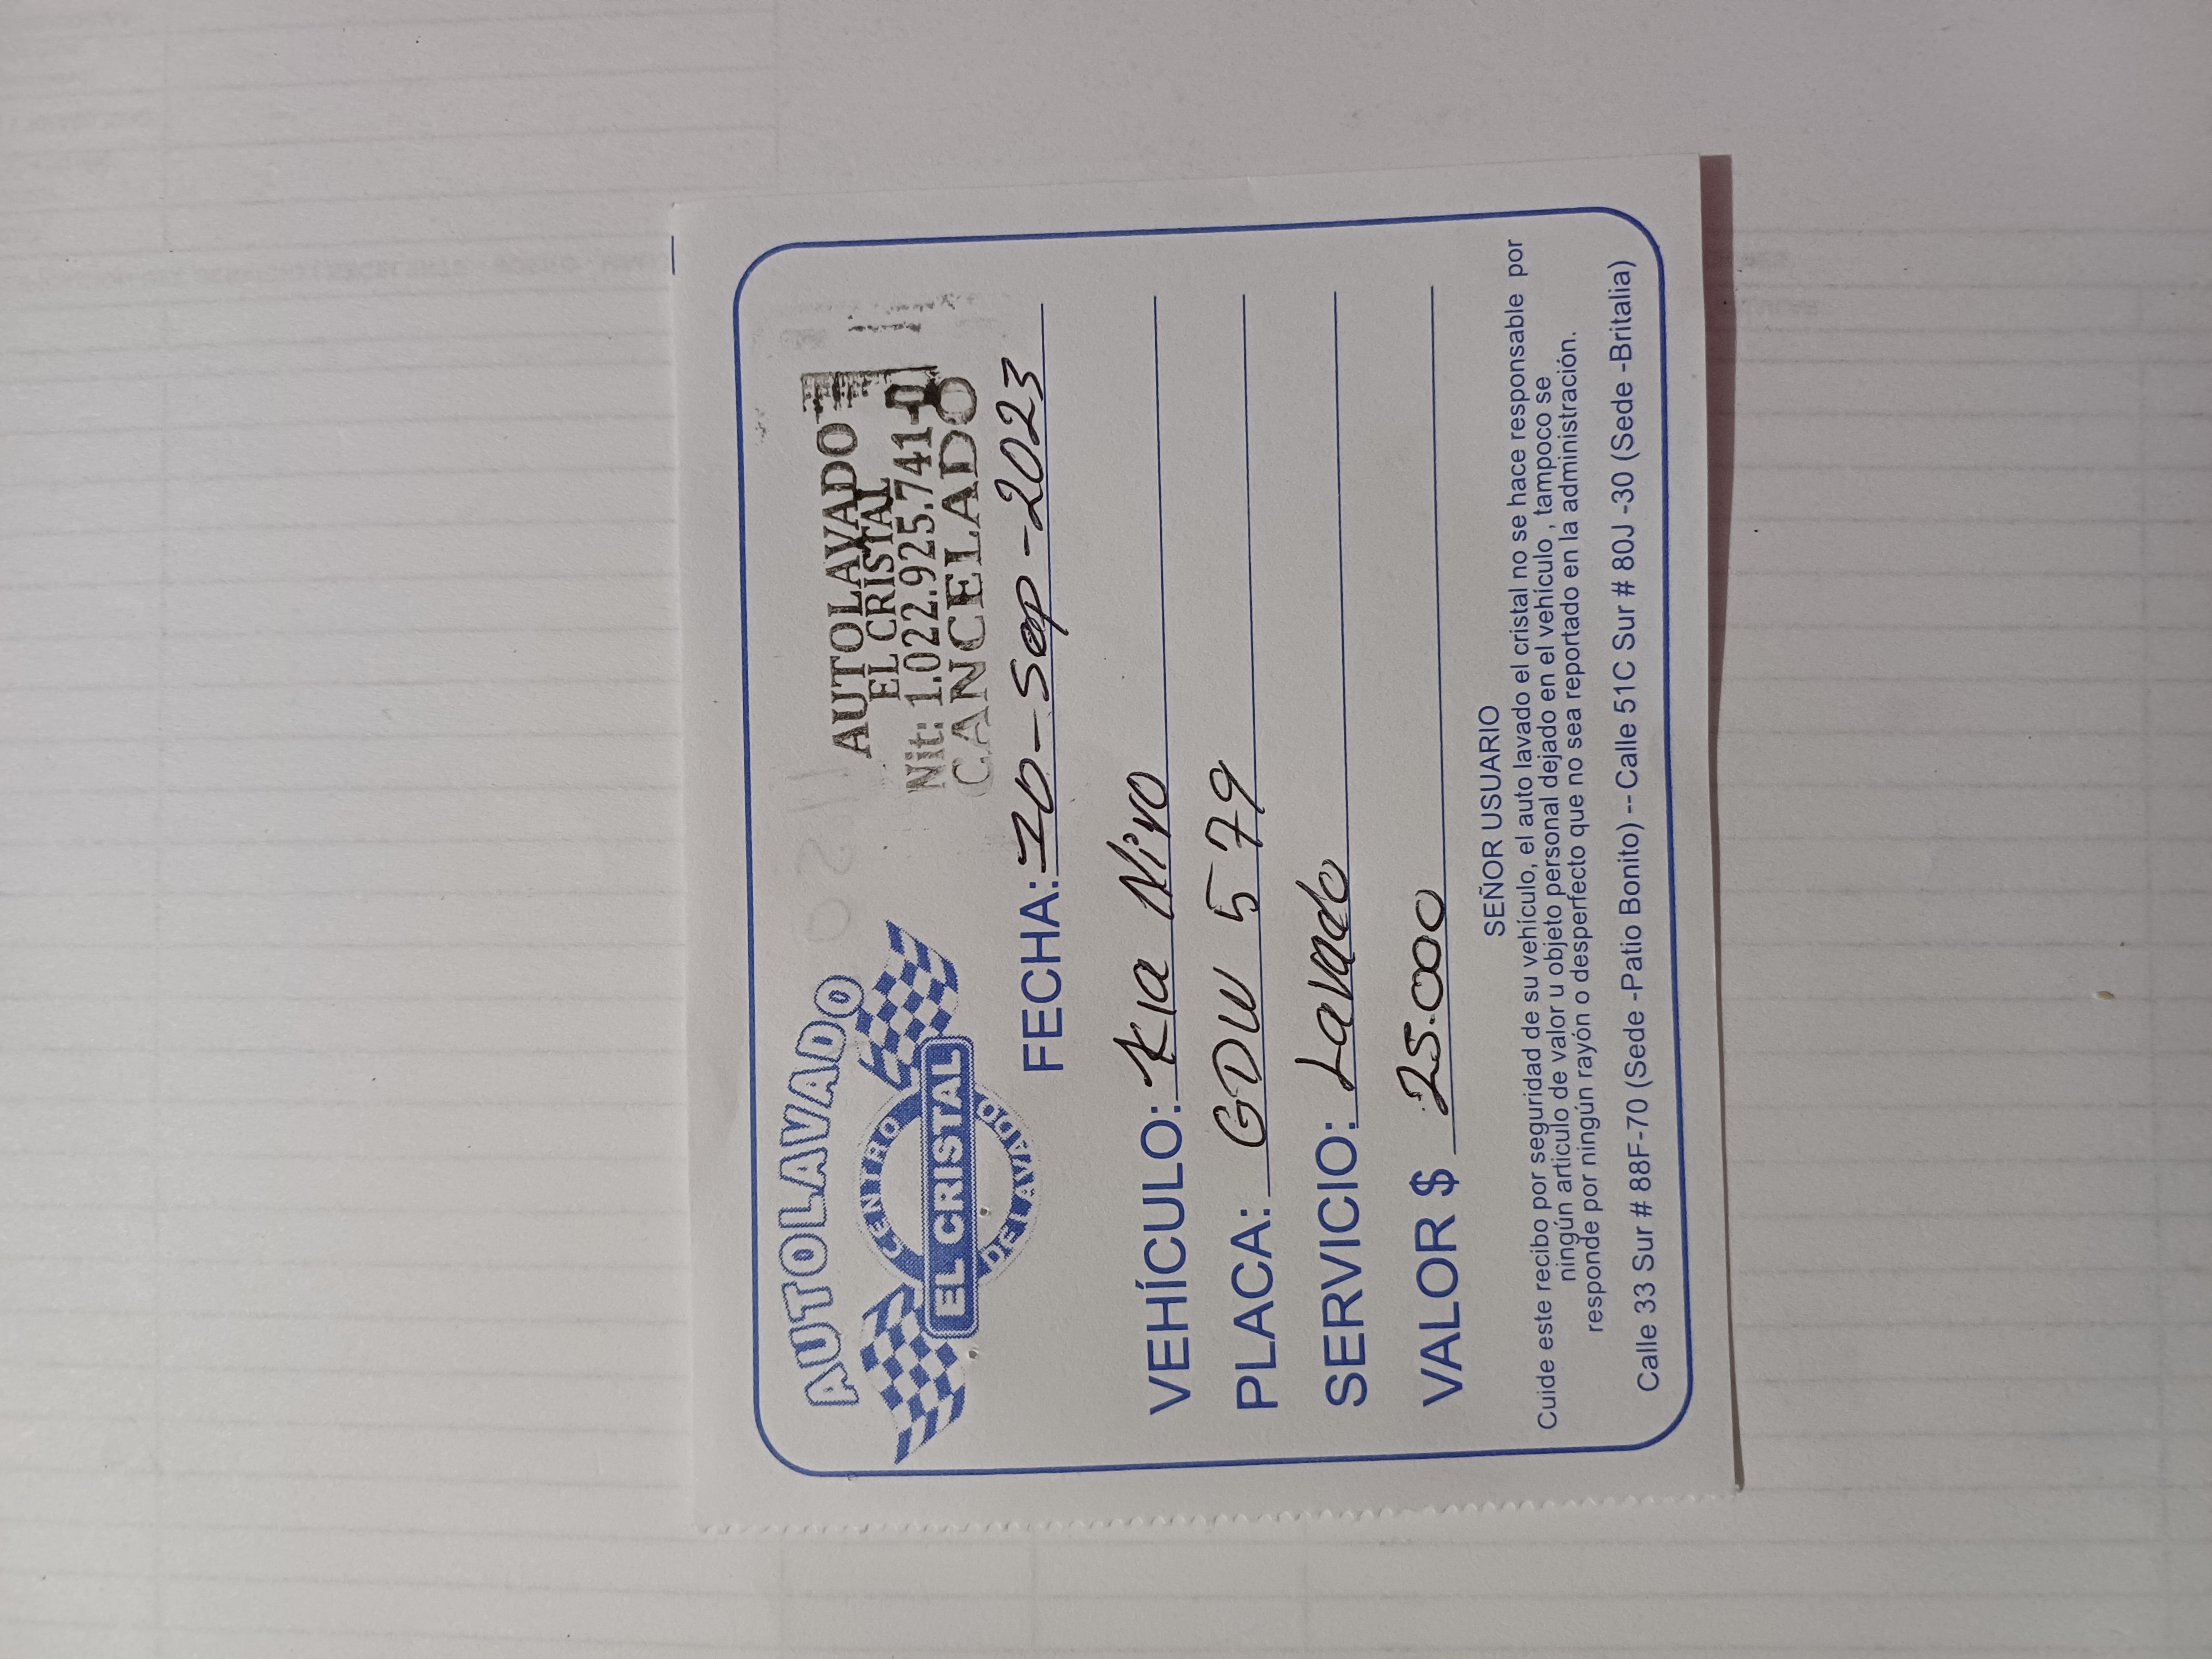 AUTOLAVADO
CENTRO
EL CRISTAL
DE LAVADO
AUTOLAVADO
EL CRISTAL
Nit: 1.022.925.741-0
CANCELADO
FECHA: -Sep-2023
VEHÍCULO: Kia Niro
PLACA: GDW 579
SERVICIO: Lavado
VALOR $ 25.000
SEÑOR USUARIO
Cuide este recibo por seguridad de su vehículo, el auto lavado el cristal no se hace responsable por
ningún articulo de valor u objeto personal dejado en el vehículo , tampoco se
responde por ningún rayón o desperfecto que no sea reportado en la administración.
Calle 33 Sur # 88F-70 (Sede -Patio Bonito) -- Calle 51C Sur # 80J -30 (Sede -Britalia)